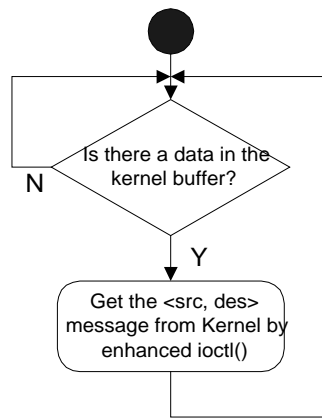 Is there a data in the
kernel buffer?
N
Y
Get the <src, des>
message from Kernel by
enhanced ioctl()